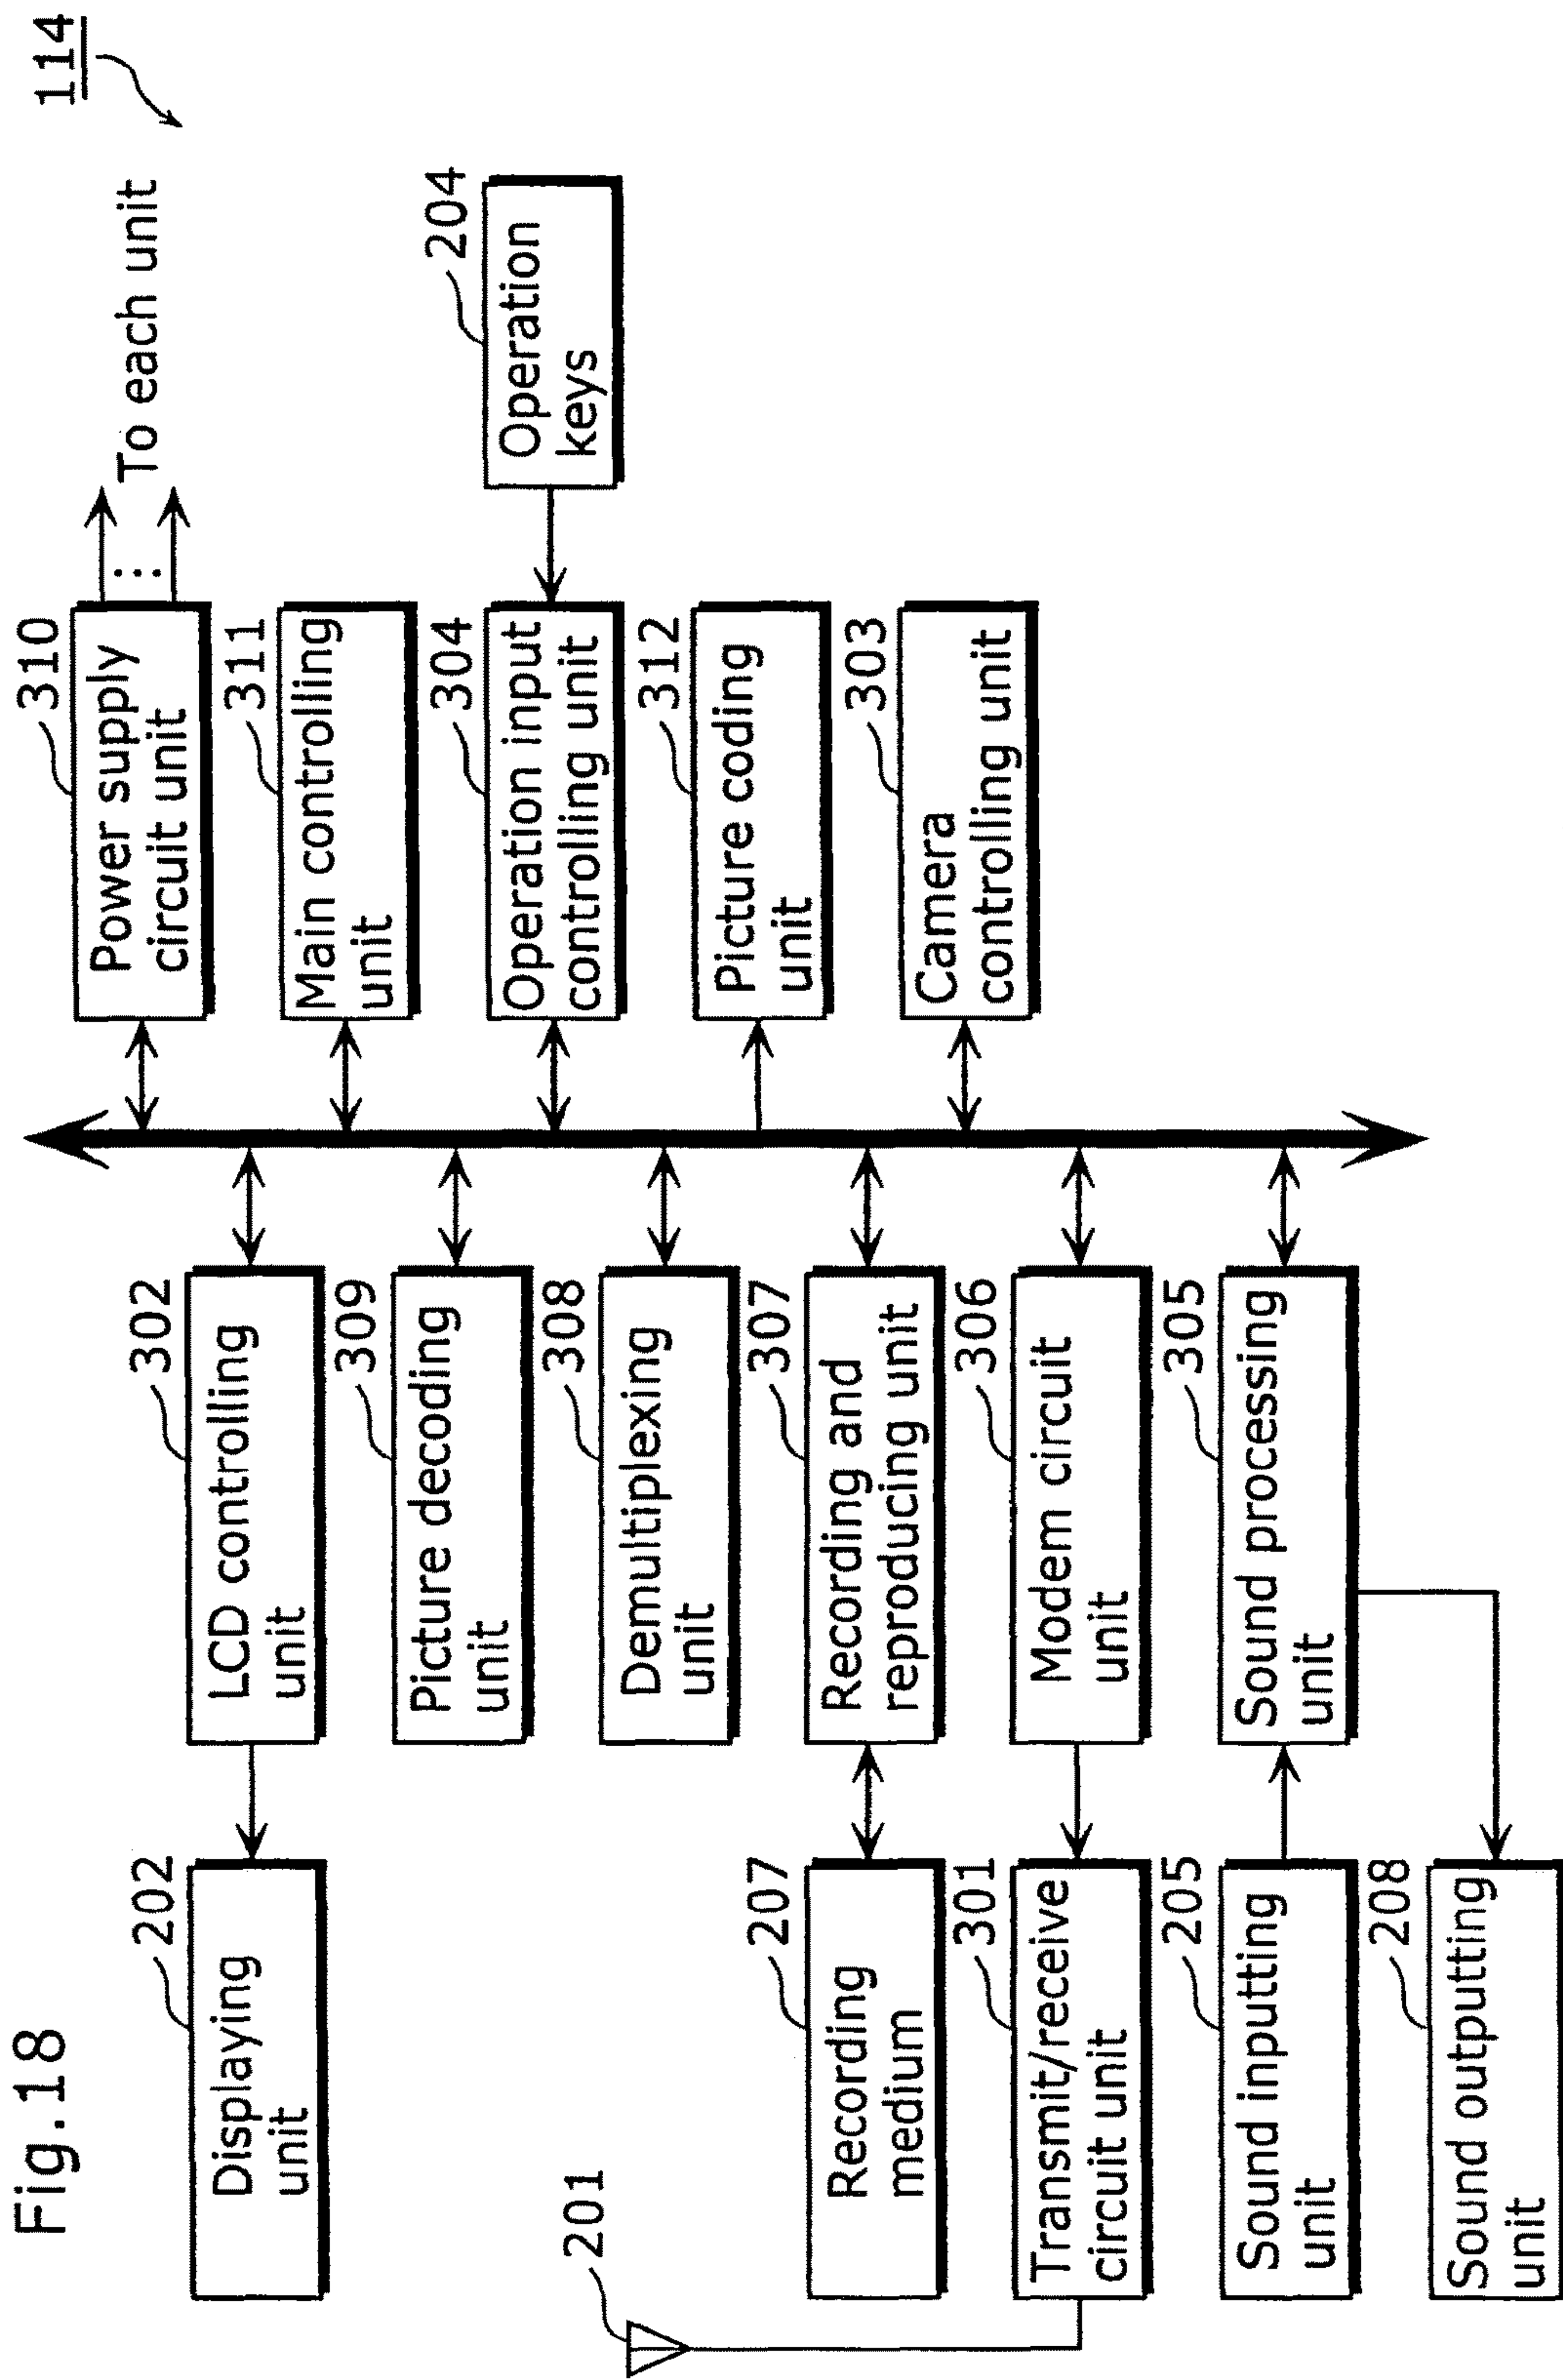 Fig.18
114
202
Displaying
unit
302
LCD controlling
unit
310
Power supply
circuit unit
To each unit
309
Picture decoding
unit
311
Main controlling
unit
308
Demultiplexing
unit
304
Operation input
controlling unit
204
Operation
keys
207
Recording
medium
307
Recording and
reproducing unit
312
Picture coding
unit
201
301
Transmit/receive
circuit unit
306
Modem circuit
unit
303
Camera
controlling unit
205
Sound inputting
unit
305
Sound processing
unit
208
Sound outputting
unit